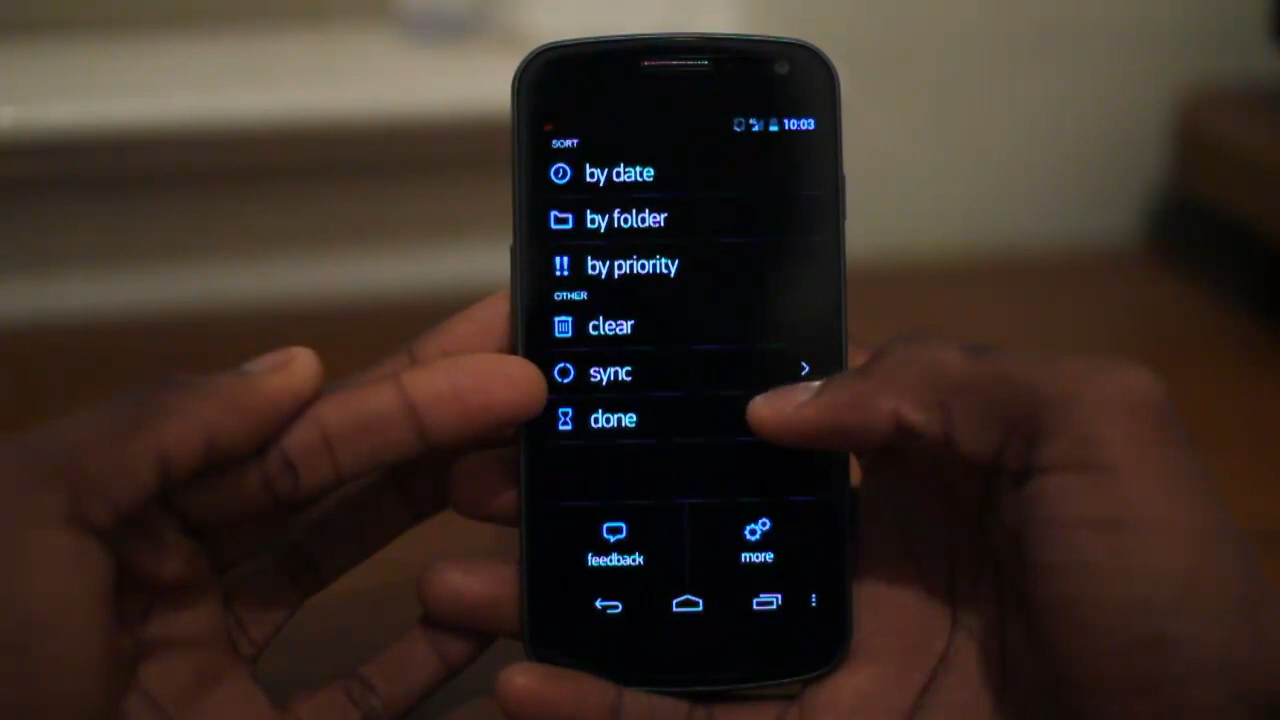 10:03
SORT
by date
by folder
!! by priority
OTHER
clear
sync
done
feedback
more